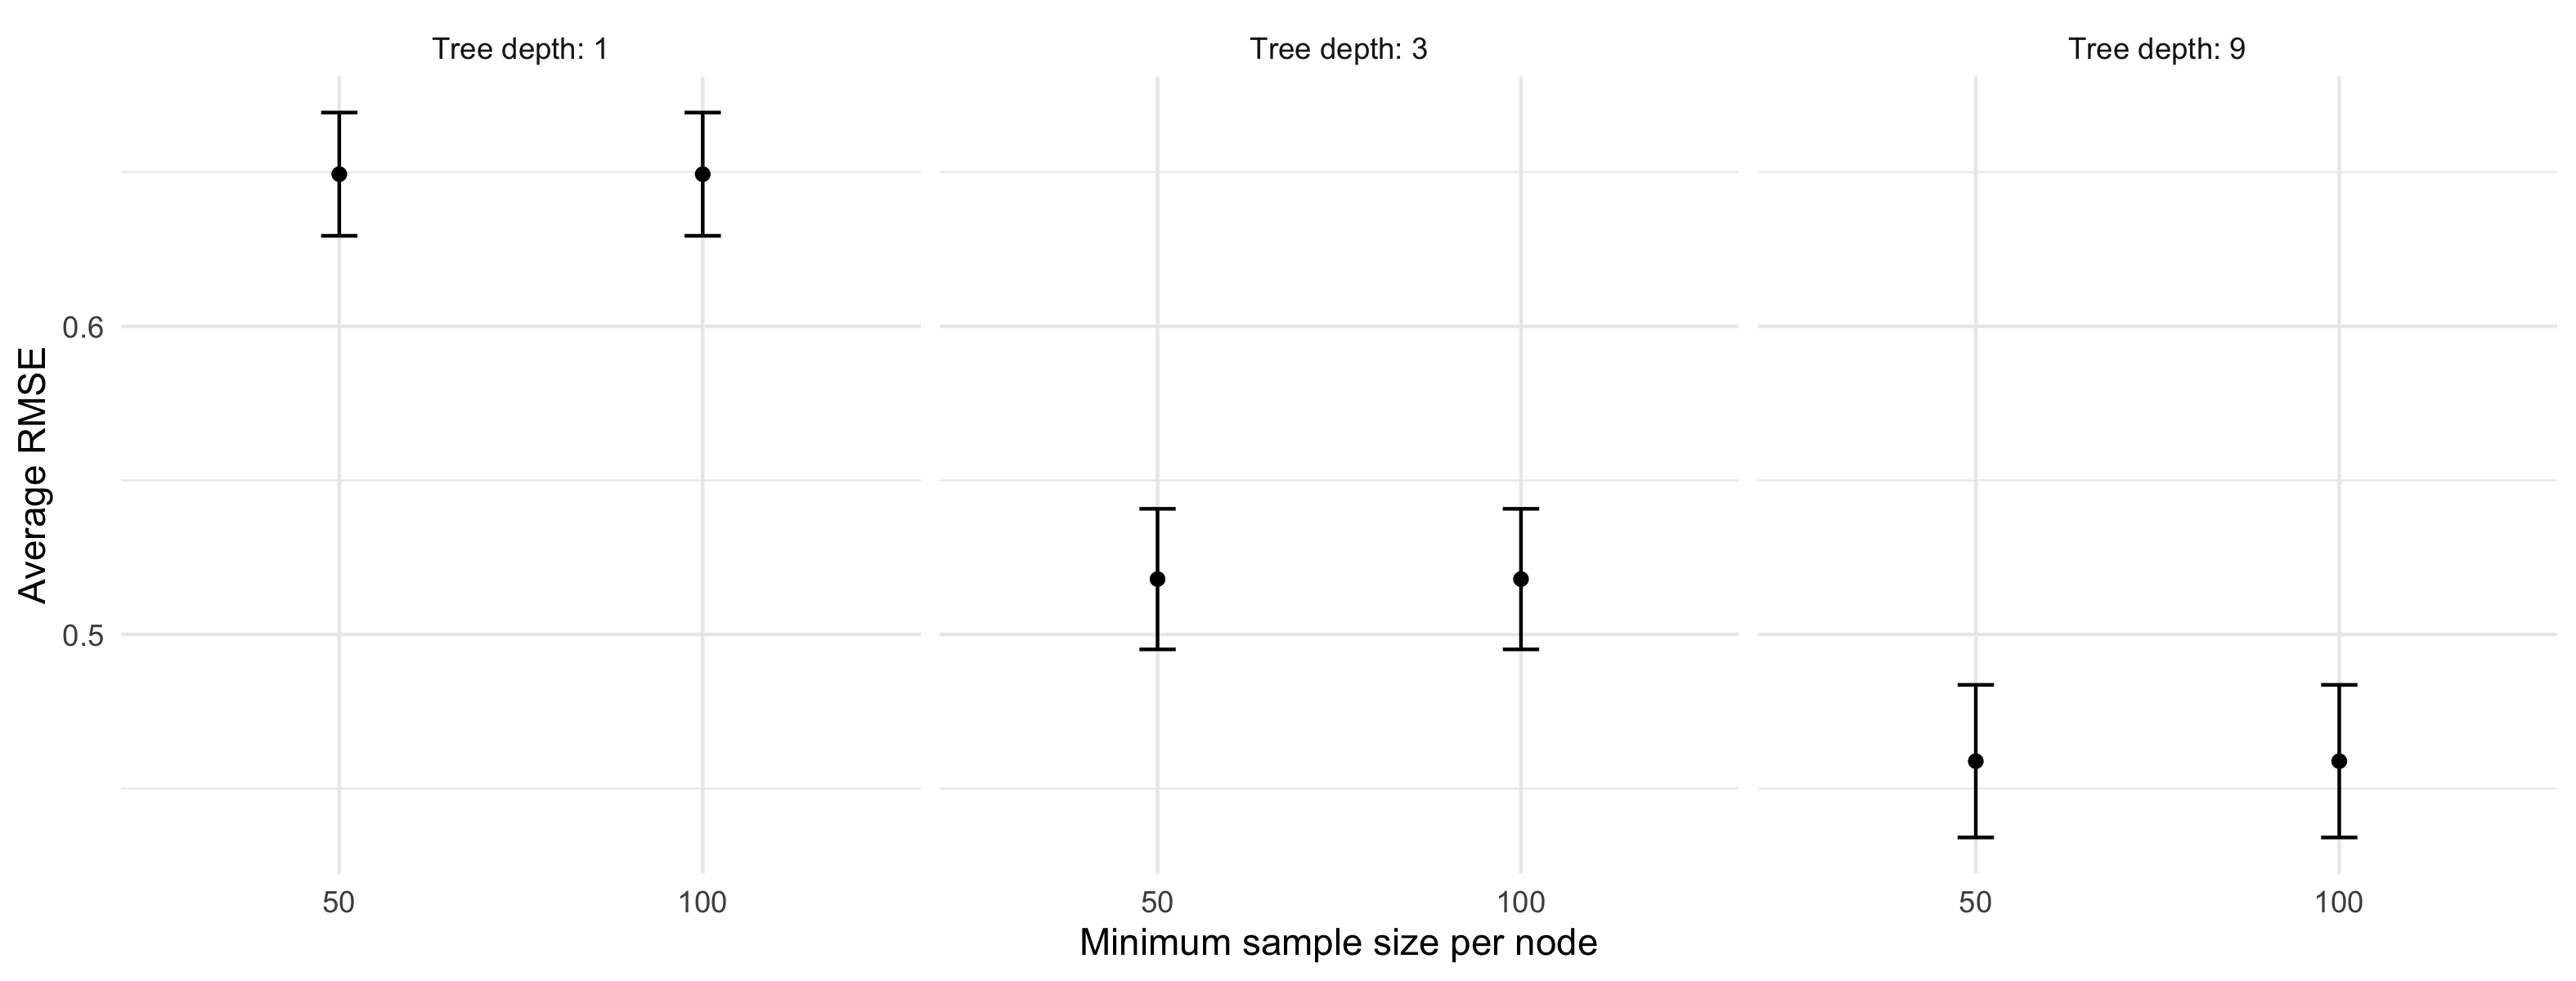 Tree depth: 1
Tree depth: 3
Tree depth: 9
Average RMSE
0.6
0.5
50 100
50 100
50 100
Minimum sample size per node